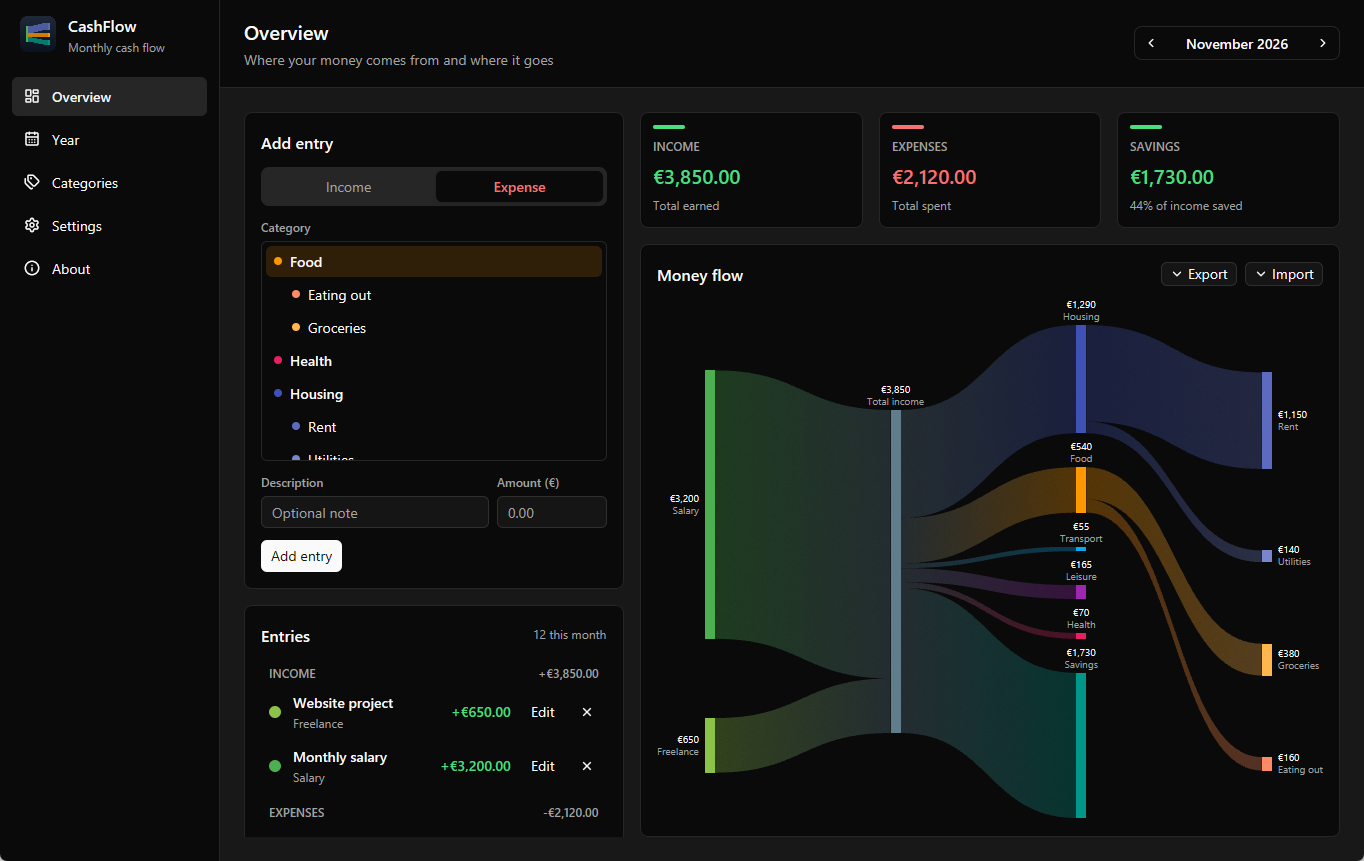 CashFlow
Monthly cash flow
Overview
Year
Categories
Settings
About
Overview
Where your money comes from and where it goes
November 2026
Add entry
Income
Expense
Category
Food
Eating out
Groceries
Health
Housing
Rent
Utilities
Description
Amount (€)
Optional note
0.00
Add entry
Entries
12 this month
INCOME
+€3,850.00
Website project
Freelance
+€650.00
Edit
Monthly salary
Salary
+€3,200.00
Edit
EXPENSES
-€2,120.00
INCOME
€3,850.00
Total earned
EXPENSES
€2,120.00
Total spent
SAVINGS
€1,730.00
44% of income saved
Money flow
Export
Import
€3,200
Salary
€650
Freelance
€3,850
Total income
€1,290
Housing
€540
Food
€55
Transport
€165
Leisure
€70
Health
€1,730
Savings
€1,150
Rent
€140
Utilities
€380
Groceries
€160
Eating out